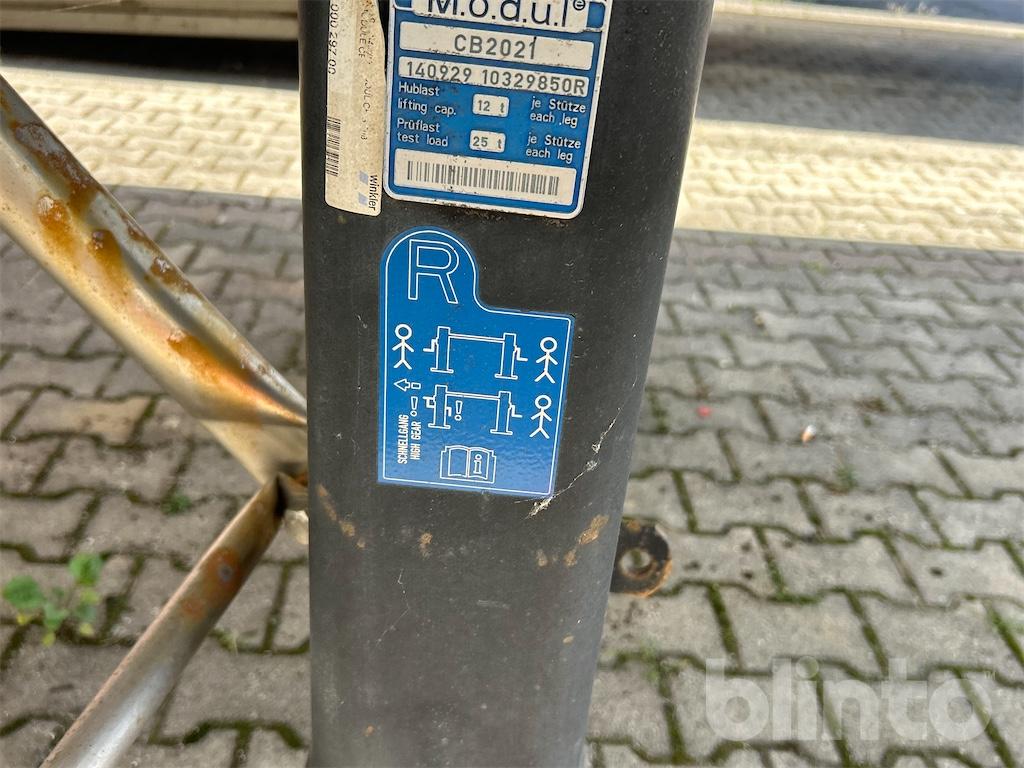 M.o.d.u.l e
CB2021
140929 10329850R
Hublast
lifting cap. 12 t je Stütze
each leg
Prüflast
test load 25 t je Stütze
each leg
winkler
R
SCHNELLGANG
HIGH GEAR
i
blinto